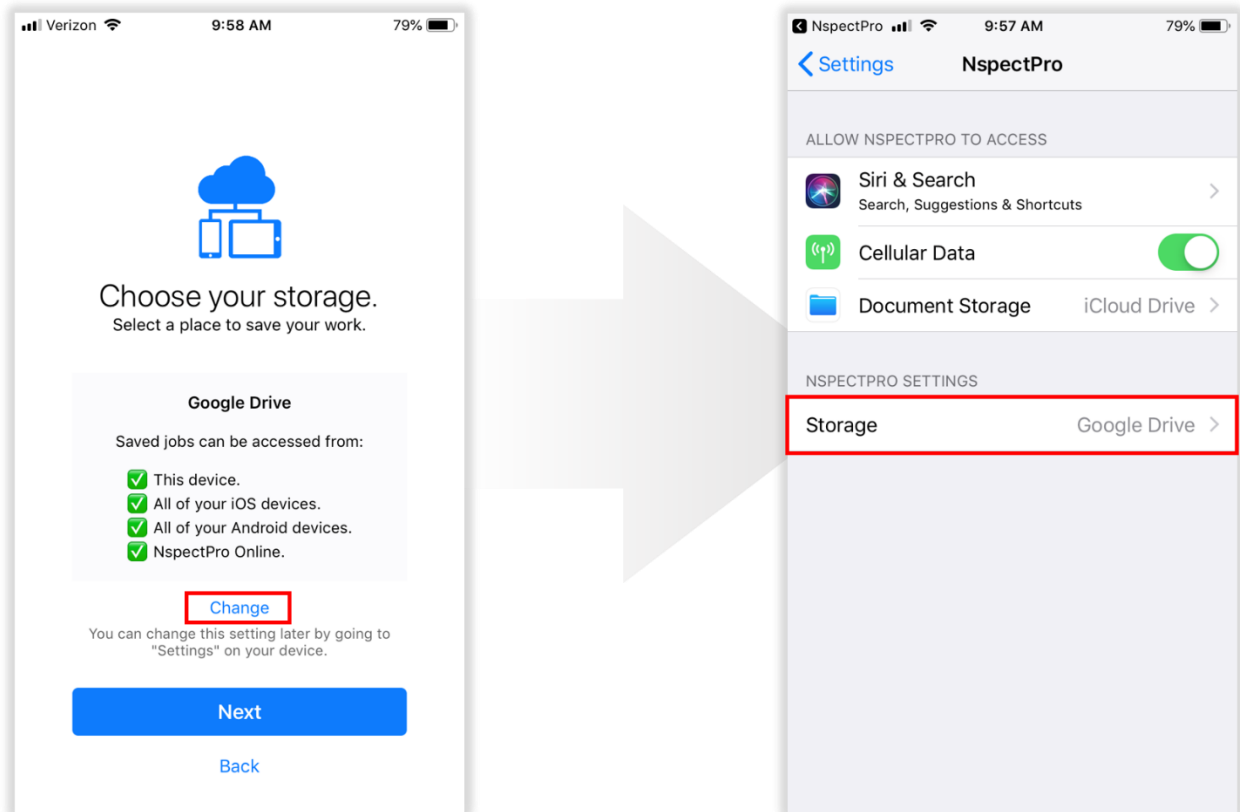 Verizon
9:58 AM
79%
Choose your storage.
Select a place to save your work.
Google Drive
Saved jobs can be accessed from:
This device.
All of your iOS devices.
All of your Android devices.
NspectPro Online.
Change
You can change this setting later by going to
"Settings" on your device.
Next
Back
NspectPro
9:57 AM
79%
Settings
NspectPro
ALLOW NSPECTPRO TO ACCESS
Siri & Search
Search, Suggestions & Shortcuts
Cellular Data
Document Storage
iCloud Drive
NSPECTPRO SETTINGS
Storage
Google Drive